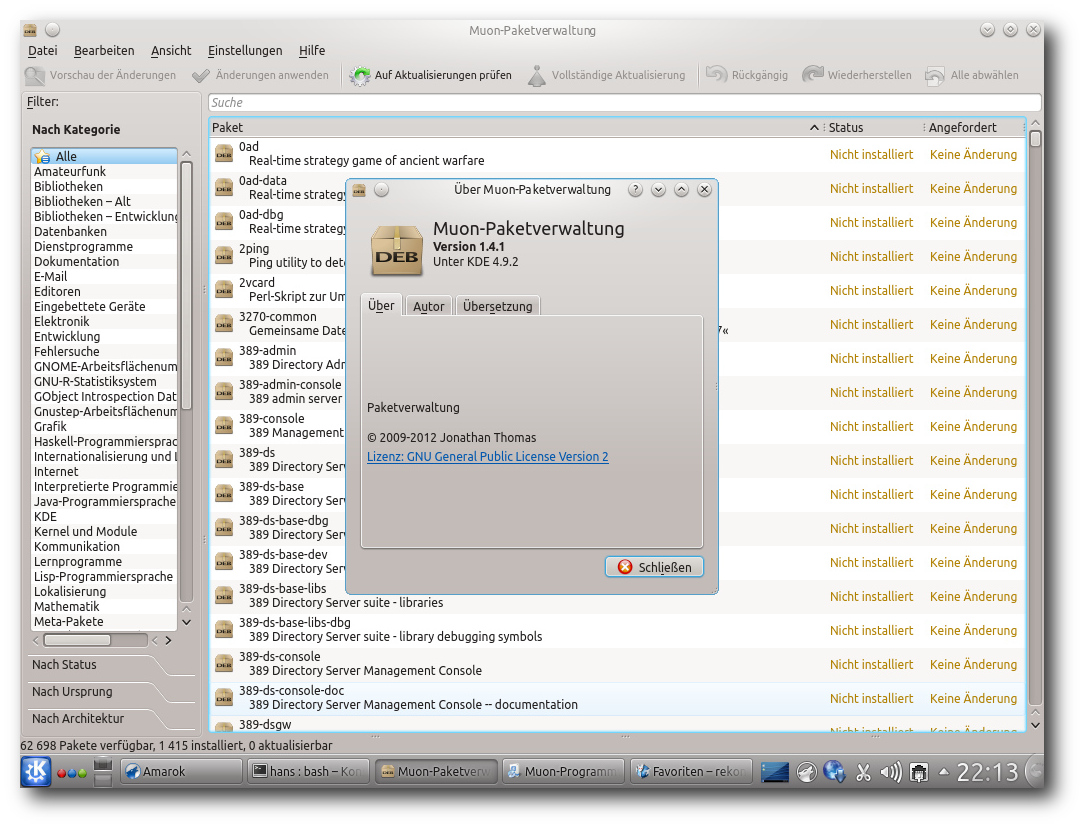 Muon-Paketverwaltung
Datei Bearbeiten Ansicht Einstellungen Hilfe
Vorschau der Änderungen Änderungen anwenden Auf Aktualisierungen prüfen Vollständige Aktualisierung Rückgängig Wiederherstellen Alle abwählen
Filter:
Suche
Nach Kategorie
Alle
Amateurfunk
Bibliotheken
Bibliotheken – Alt
Bibliotheken – Entwicklung
Datenbanken
Dienstprogramme
Dokumentation
E-Mail
Editoren
Eingebettete Geräte
Elektronik
Entwicklung
Fehlersuche
GNOME-Arbeitsflächenum
GNU-R-Statistiksystem
GObject Introspection Dat
Gnustep-Arbeitsflächenum
Grafik
Haskell-Programmiersprac
Internationalisierung und L
Internet
Interpretierte Programmie
Java-Programmiersprache
KDE
Kernel und Module
Kommunikation
Lernprogramme
Lisp-Programmiersprache
Lokalisierung
Mathematik
Meta-Pakete
Nach Status
Nach Ursprung
Nach Architektur
Paket Status Angefordert
0ad
Real-time strategy game of ancient warfare
Nicht installiert Keine Änderung
0ad-data
Real-time strategy
Nicht installiert Keine Änderung
0ad-dbg
Real-time strategy
Nicht installiert Keine Änderung
2ping
Ping utility to dete
Nicht installiert Keine Änderung
2vcard
Perl-Skript zur Um
Nicht installiert Keine Änderung
3270-common
Gemeinsame Date
7«
Nicht installiert Keine Änderung
389-admin
389 Directory Adm
Nicht installiert Keine Änderung
389-admin-console
389 admin server
Nicht installiert Keine Änderung
389-console
389 Management
Nicht installiert Keine Änderung
389-ds
389 Directory Serv
Nicht installiert Keine Änderung
389-ds-base
389 Directory Serv
Nicht installiert Keine Änderung
389-ds-base-dbg
389 Directory Serv
Nicht installiert Keine Änderung
389-ds-base-dev
389 Directory Serv
Nicht installiert Keine Änderung
389-ds-base-libs
389 Directory Server suite - libraries
Nicht installiert Keine Änderung
389-ds-base-libs-dbg
389 Directory Server suite - library debugging symbols
Nicht installiert Keine Änderung
389-ds-console
389 Directory Server Management Console
Nicht installiert Keine Änderung
389-ds-console-doc
389 Directory Server Management Console -- documentation
Nicht installiert Keine Änderung
389-dsgw
Nicht installiert Keine Änderung
Über Muon-Paketverwaltung
DEB
Muon-Paketverwaltung
Version 1.4.1
Unter KDE 4.9.2
Über Autor Übersetzung
Paketverwaltung
© 2009-2012 Jonathan Thomas
Lizenz: GNU General Public License Version 2
Schließen
62 698 Pakete verfügbar, 1 415 installiert, 0 aktualisierbar
Amarok hans : bash – Kon Muon-Paketverw Muon-Programm Favoriten – reko 22:13